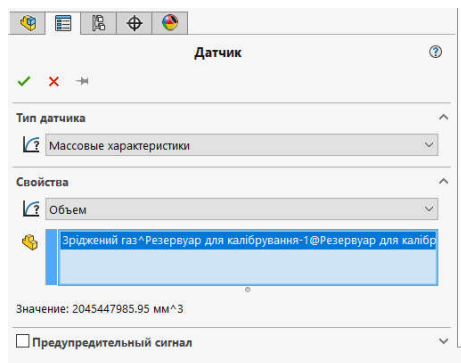 Датчик
Тип датчика
Массовые характеристики
Свойства
Объем
Зріджений газ^Резервуар для калібрування-1@Резервуар для калібр
Значение: 2045447985.95 мм^3
Предупредительный сигнал